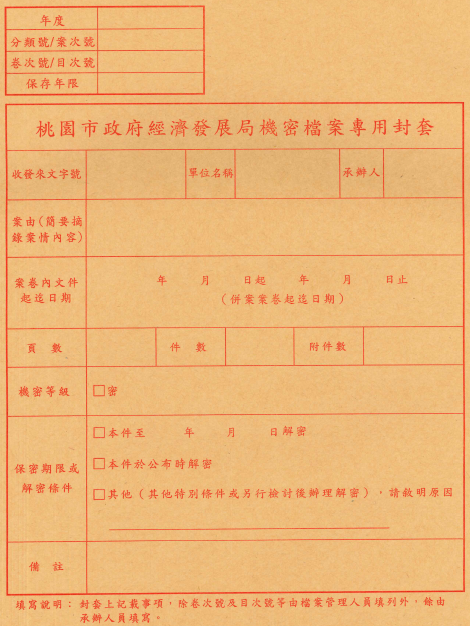 年度
分類號/案次號
卷次號/目次號
保存年限
桃園市政府經濟發展局機密檔案專用封套
收發來文字號
單位名稱
承辦人
案由(簡要摘
錄案情內容)
案卷內文件
起迄日期
年 月 日起 年 月 日止
(併案案卷起迄日期)
頁數
件數
附件數
機密等級
□密
保密期限或
解密條件
□本件至 年 月 日解密
□本件於公布時解密
□其他(其他特別條件或另行檢討後辦理解密),請敘明原因
備註
填寫說明：封套上記載事項，除卷次號及目次號等由檔案管理人員填列外，餘由
承辦人員填寫。